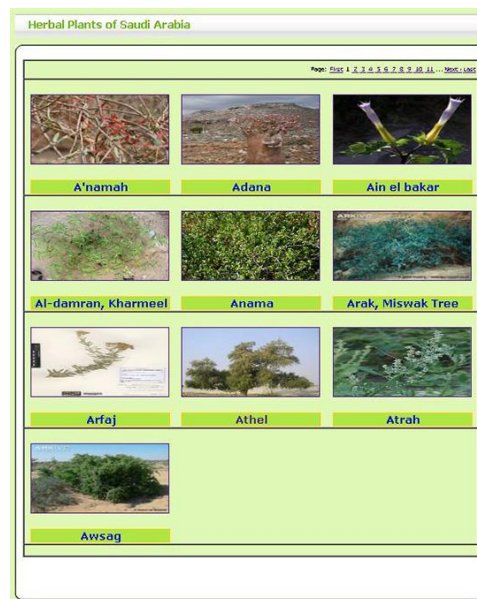 Herbal Plants of Saudi Arabia
Page: First 1 2 3 4 5 6 7 8 9 10 11 ... Next › Last
A'namah Adana Ain el bakar
Al-damran, Kharmeel Anama Arak, Miswak Tree
Arfaj Athel Atrah
Awsag